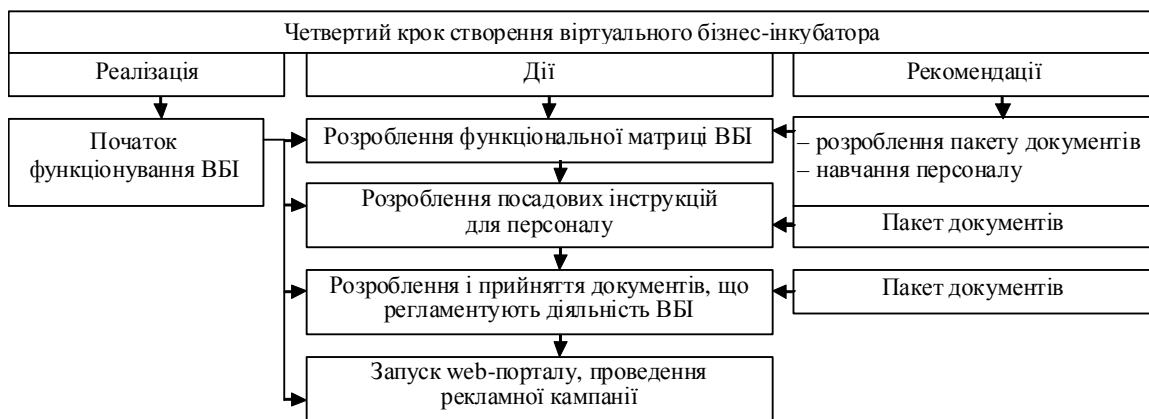 Четвертий крок створення віртуального бізнес-інкубатора
Реалізація
Дії
Рекомендації
Початок
функціонування ВБІ
Розроблення функціональної матриці ВБІ
– розроблення пакету документів
– навчання персоналу
Розроблення посадових інструкцій
для персоналу
Пакет документів
Розроблення і прийняття документів, що
регламентують діяльність ВБІ
Пакет документів
Запуск web-порталу, проведення
рекламної кампанії